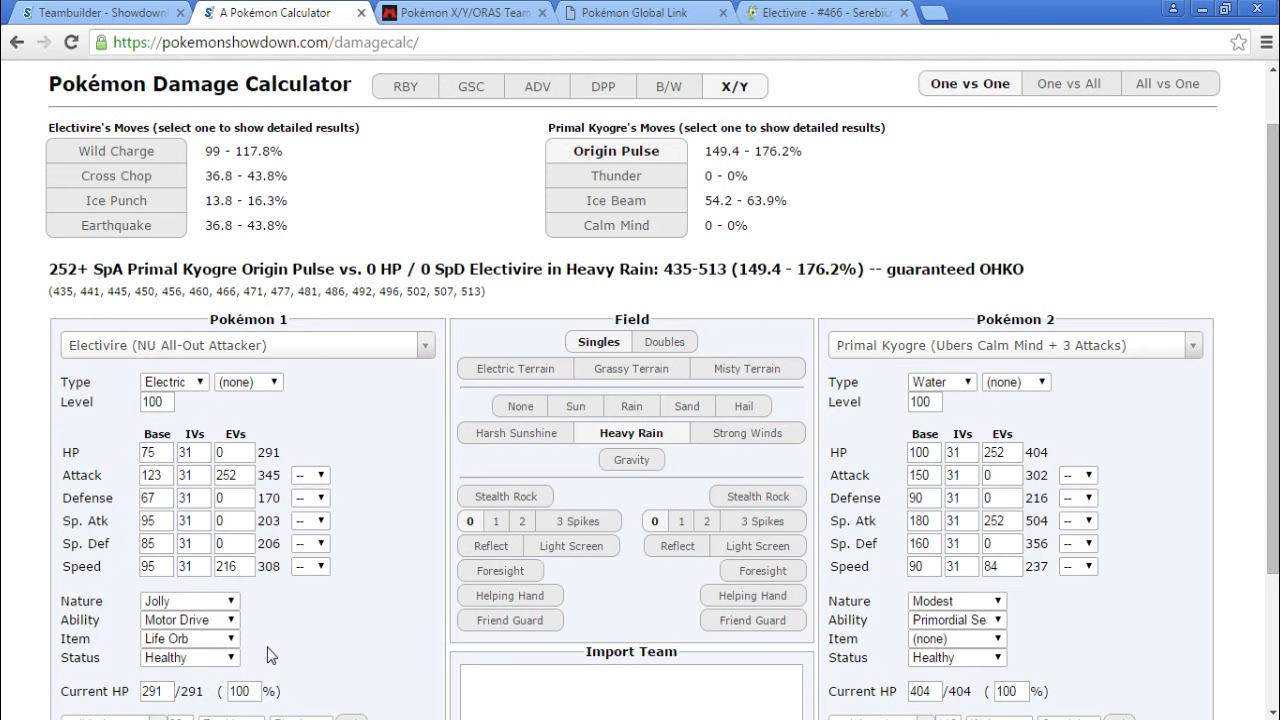 Teambuilder - Showdown!
A Pokémon Calculator
Pokémon X/Y/ORAS Team
Pokémon Global Link
Electivire - #466 - Serebii.
https://pokemonshowdown.com/damagecalc/
Pokémon Damage Calculator RBY GSC ADV DPP B/W X/Y One vs One One vs All All vs One
Electivire's Moves (select one to show detailed results) Primal Kyogre's Moves (select one to show detailed results)
Wild Charge 99 - 117.8% Origin Pulse 149.4 - 176.2%
Cross Chop 36.8 - 43.8% Thunder 0 - 0%
Ice Punch 13.8 - 16.3% Ice Beam 54.2 - 63.9%
Earthquake 36.8 - 43.8% Calm Mind 0 - 0%
252+ SpA Primal Kyogre Origin Pulse vs. 0 HP / 0 SpD Electivire in Heavy Rain: 435-513 (149.4 - 176.2%) -- guaranteed OHKO
(435, 441, 445, 450, 456, 460, 466, 471, 477, 481, 486, 492, 496, 502, 507, 513)
Pokémon 1
Electivire (NU All-Out Attacker)
Type Electric (none)
Level 100
Base IVs EVs
HP 75 31 0 291
Attack 123 31 252 345 --
Defense 67 31 0 170 --
Sp. Atk 95 31 0 203 --
Sp. Def 85 31 0 206 --
Speed 95 31 216 308 --
Nature Jolly
Ability Motor Drive
Item Life Orb
Status Healthy
Current HP 291 /291 ( 100 %)
Field
Singles Doubles
Electric Terrain Grassy Terrain Misty Terrain
None Sun Rain Sand Hail
Harsh Sunshine Heavy Rain Strong Winds
Gravity
Stealth Rock Stealth Rock
0 1 2 3 Spikes 0 1 2 3 Spikes
Reflect Light Screen Reflect Light Screen
Foresight Foresight
Helping Hand Helping Hand
Friend Guard Friend Guard
Import Team
Pokémon 2
Primal Kyogre (Ubers Calm Mind + 3 Attacks)
Type Water (none)
Level 100
Base IVs EVs
HP 100 31 252 404
Attack 150 31 0 302 --
Defense 90 31 0 216 --
Sp. Atk 180 31 252 504 --
Sp. Def 160 31 0 356 --
Speed 90 31 84 237 --
Nature Modest
Ability Primordial Se
Item (none)
Status Healthy
Current HP 404 /404 ( 100 %)